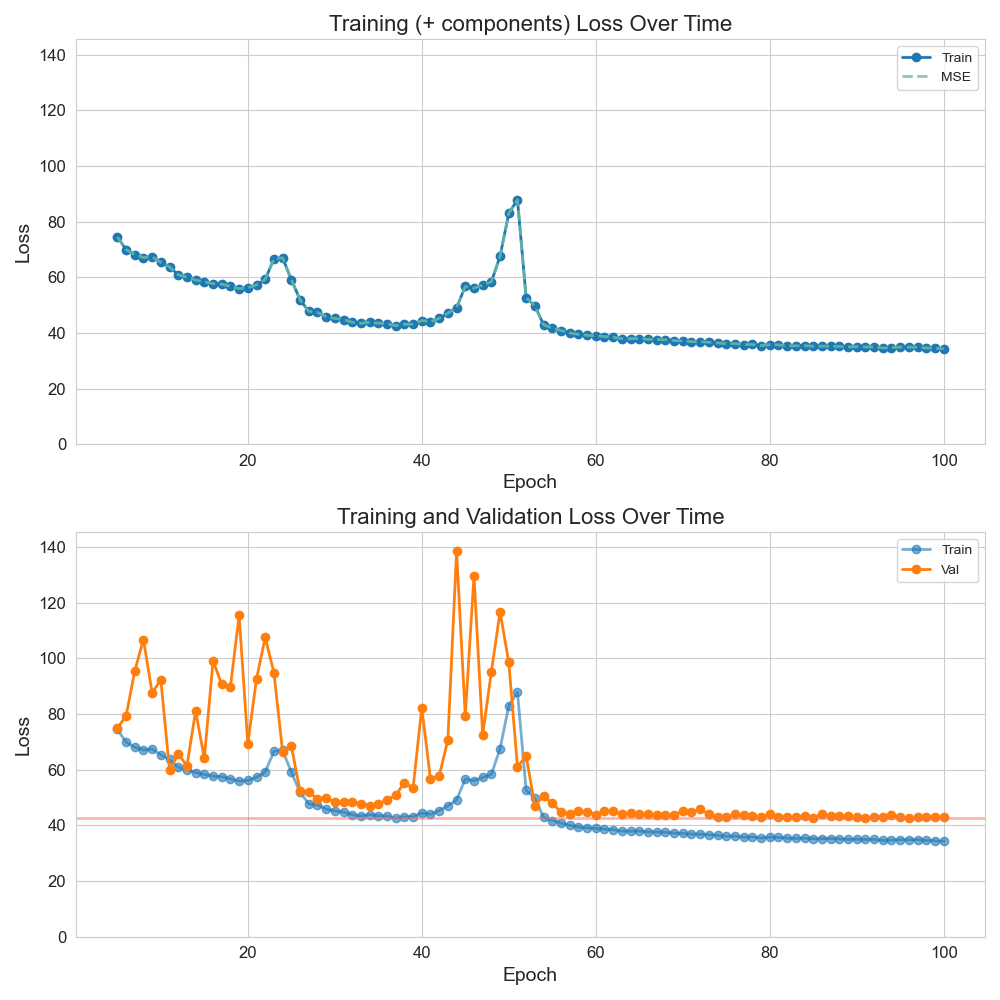 Training (+ components) Loss Over Time
140
120
100
80
60
40
20
0
Loss
Train
MSE
20 40 60 80 100
Epoch
Training and Validation Loss Over Time
140
120
100
80
60
40
20
0
Loss
Train
Val
20 40 60 80 100
Epoch